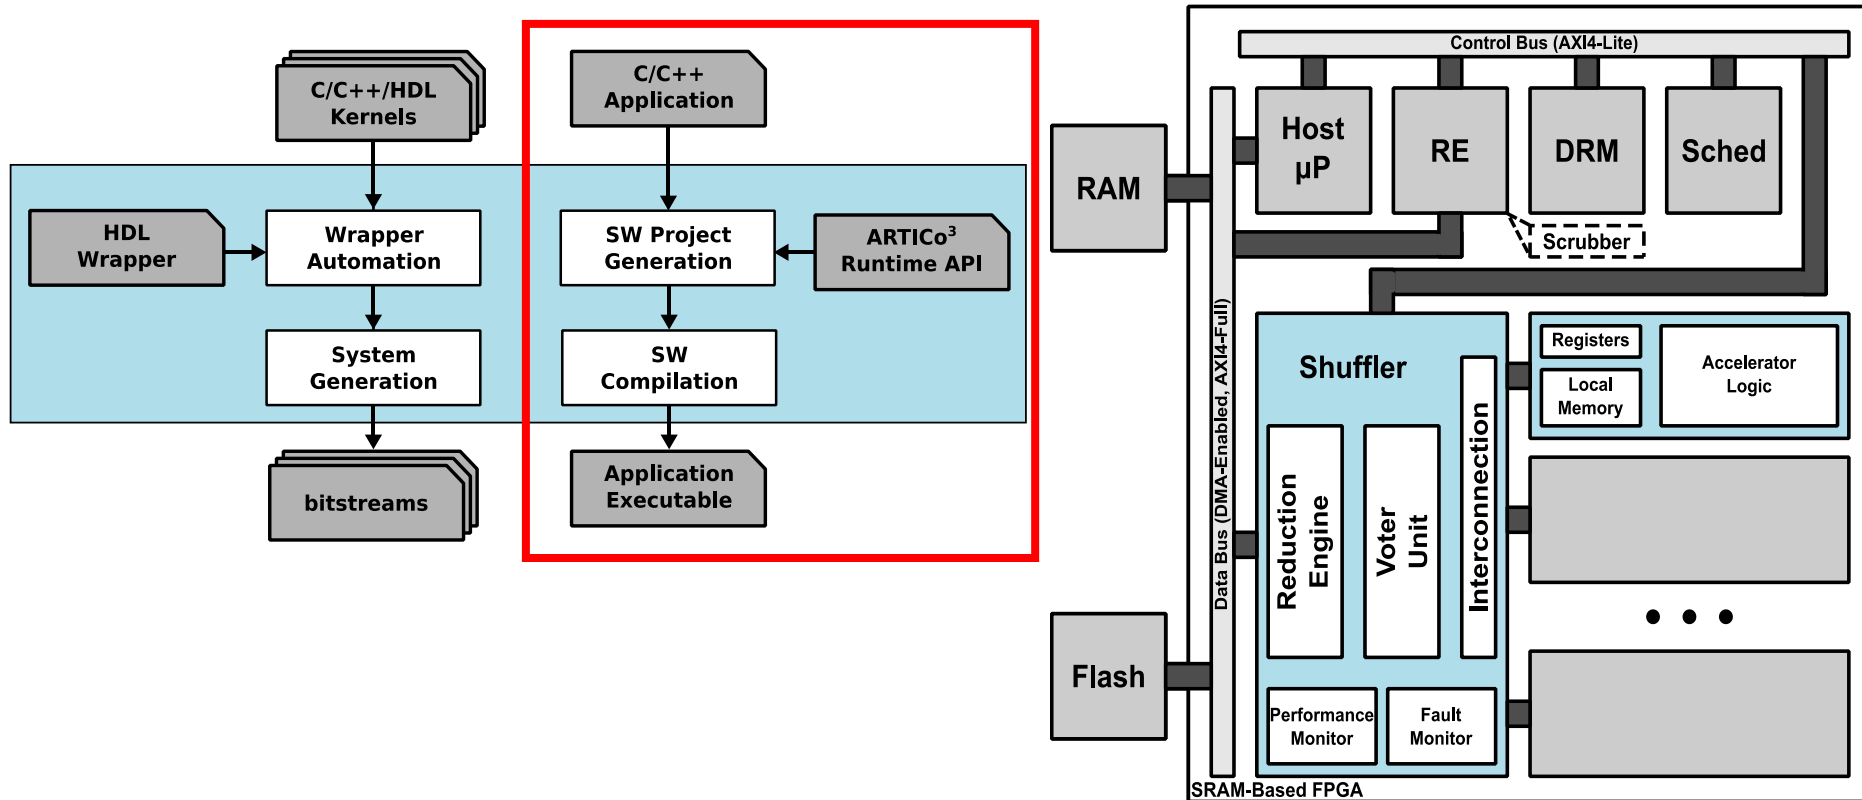 C/C++/HDL
Kernels
C/C++
Application
HDL
Wrapper
Wrapper
Automation
SW Project
Generation
ARTICo³
Runtime API
System
Generation
SW
Compilation
bitstreams
Application
Executable
Control Bus (AXI4-Lite)
Host
µP
RE
DRM
Sched
RAM
Scrubber
Data Bus (DMA-Enabled, AXI4-Full)
Shuffler
Registers
Local
Memory
Accelerator
Logic
Reduction
Engine
Voter
Unit
Interconnection
Flash
Performance
Monitor
Fault
Monitor
SRAM-Based FPGA